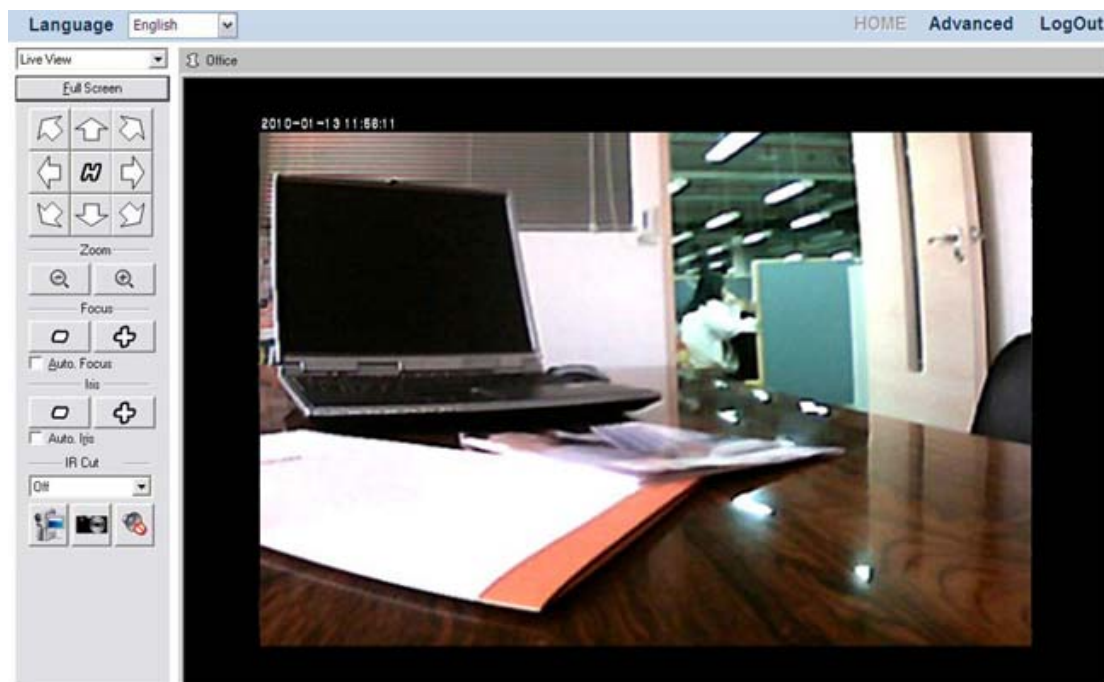 Language English HOME Advanced LogOut
Live View
Office
Full Screen
2010-01-13 11:58:11
Zoom
Focus
Auto. Focus
Iris
Auto. Iris
IR Cut
Off